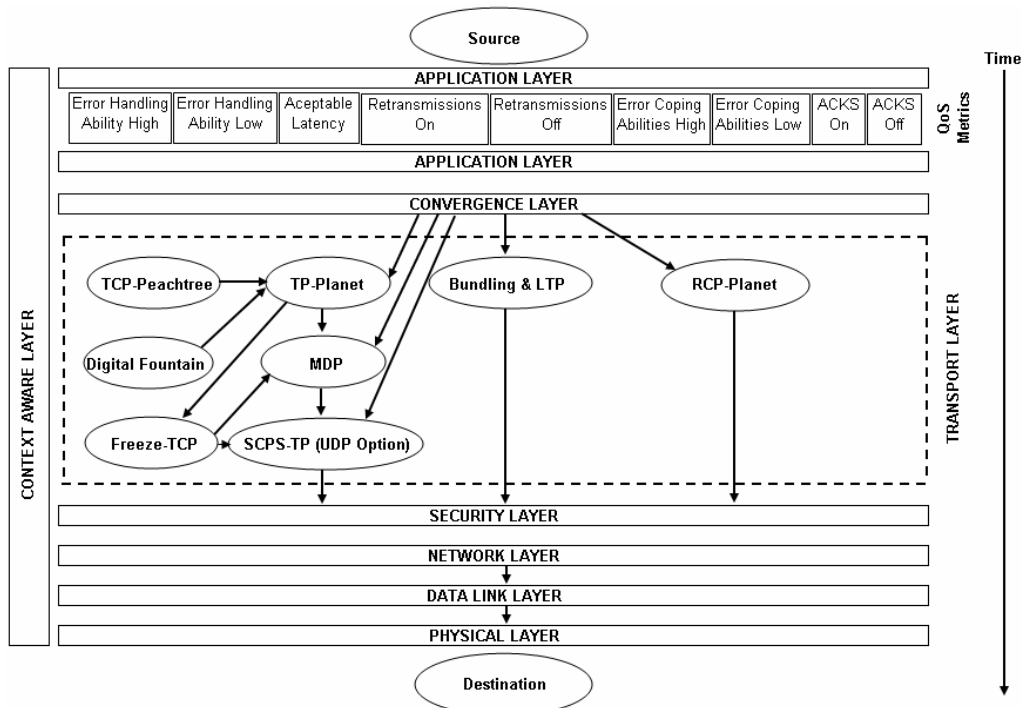 Source
Time
APPLICATION LAYER
Error Handling
Ability High
Error Handling
Ability Low
Aceptable
Latency
Retransmissions
On
Retransmissions
Off
Error Coping
Abilities High
Error Coping
Abilities Low
ACKS
On
ACKS
Off
QoS
Metrics
APPLICATION LAYER
CONVERGENCE LAYER
TCP-Peachtree
TP-Planet
Bundling & LTP
RCP-Planet
Digital Fountain
MDP
Freeze-TCP
SCPS-TP (UDP Option)
CONTEXT AWARE LAYER
TRANSPORT LAYER
SECURITY LAYER
NETWORK LAYER
DATA LINK LAYER
PHYSICAL LAYER
Destination